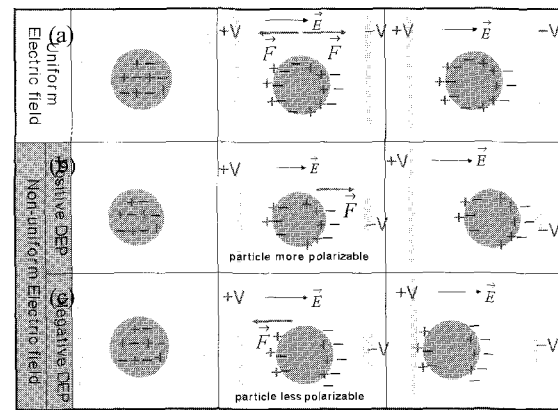 (a)
Uniform
Electric field
+V
E
F
F
-V
+V
E
-V
Non-uniform Electric field
(b)
Positive DEP
+V
E
F
-V
particle more polarizable
+V
E
-V
(c)
Negative DEP
+V
E
F
-V
particle less polarizable
+V
E
-V